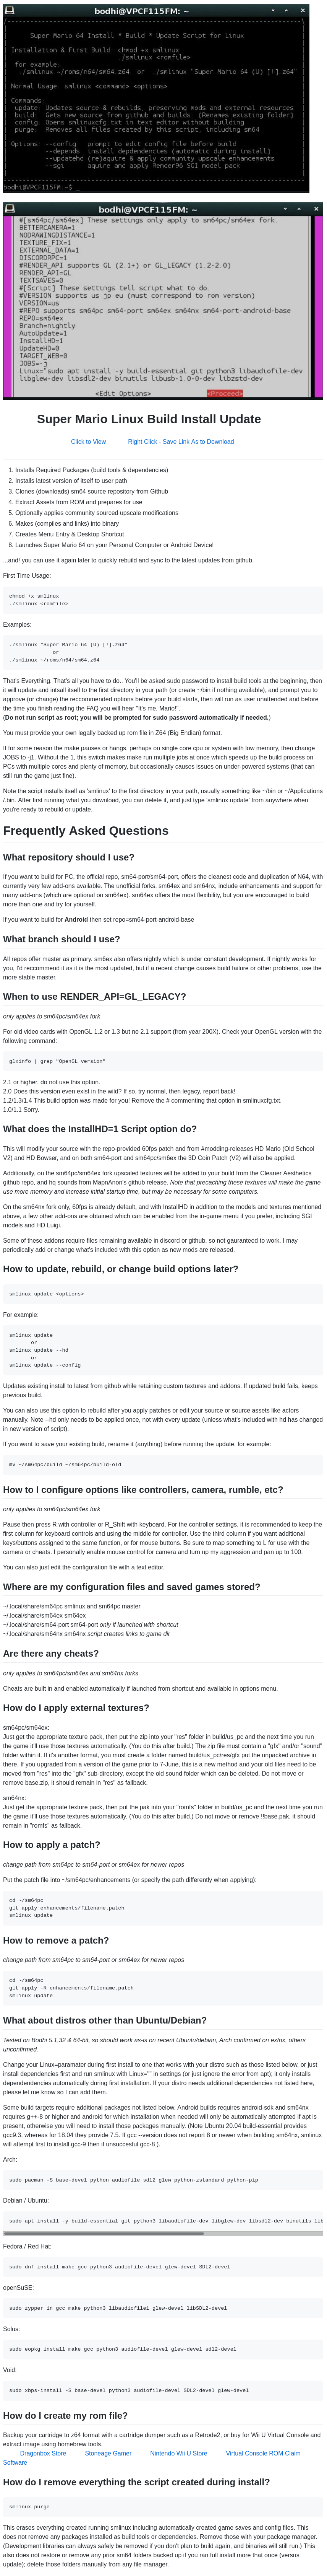 bodhi@VPCF115FM: ~
Super Mario 64 Install * Build * Update Script for Linux
Installation & First Build:  chmod +x smlinux
./smlinux <romfile>
for example:
./smlinux ~/roms/n64/sm64.z64   or   ./smlinux "Super Mario 64 (U) [!].z64"
Normal Usage: smlinux <command> <options>
Commands:
update  Updates source & rebuilds, preserving mods and external resources
build   Gets new source from github and builds  (Renames existing folder)
config  Opens smlinuxcfg.txt in text editor without building
purge   Removes all files created by this script, including sm64
Options  --config   prompt to edit config file before build
--depends  install dependencies (automatic during install)
--updatehd (re)aquire & apply community upscale enhancements
--sgi      aquire and apply Render96 SGI model pack
bodhi@VPCF115FM ~$ _
bodhi@VPCF115FM: ~
#[sm64pc/sm64ex] These settings only apply to sm64pc/sm64ex fork
BETTERCAMERA=1
NODRAWINGDISTANCE=1
TEXTURE_FIX=1
EXTERNAL_DATA=1
DISCORDRPC=1
#RENDER_API supports GL (2.1+) or GL_LEGACY (1.2-2.0)
RENDER_API=GL
TEXTSAVES=0
#[Script] These settings tell script what to do.
#VERSION supports us jp eu (must correspond to rom version)
VERSION=us
#REPO supports sm64pc sm64-port sm64ex sm64nx sm64-port-android-base
REPO=sm64ex
Branch=nightly
AutoUpdate=1
InstallHD=1
UpdateHD=0
TARGET_WEB=0
JOBS=-j
Linux="sudo apt install -y build-essential git python3 libaudiofile-dev
libglew-dev libsdl2-dev binutils libusb-1.0-0-dev libzstd-dev
<Edit Options>
<Proceed>
Super Mario Linux Build Install Update
Click to View
Right Click - Save Link As to Download
1. Installs Required Packages (build tools & dependencies)
2. Installs latest version of itself to user path
3. Clones (downloads) sm64 source repository from Github
4. Extract Assets from ROM and prepares for use
5. Optionally applies community sourced upscale modifications
6. Makes (compiles and links) into binary
7. Creates Menu Entry & Desktop Shortcut
8. Launches Super Mario 64 on your Personal Computer or Android Device!
...and! you can use it again later to quickly rebuild and sync to the latest updates from github.
First Time Usage:
chmod +x smlinux
./smlinux <romfile>
Examples:
./smlinux "Super Mario 64 (U) [!].z64"
or
./smlinux ~/roms/n64/sm64.z64
That's Everything. That's all you have to do.. You'll be asked sudo password to install build tools at the beginning, then
it will update and intsall itself to the first directory in your path (or create ~/bin if nothing available), and prompt you to
approve (or change) the reccommended options before your build starts, then will run as user unattended and before
the time you finish reading the FAQ you will hear "It's me, Mario!".
(Do not run script as root; you will be prompted for sudo password automatically if needed.)
You must provide your own legally backed up rom file in Z64 (Big Endian) format.
If for some reason the make pauses or hangs, perhaps on single core cpu or system with low memory, then change
JOBS to -j1. Without the 1, this switch makes make run multiple jobs at once which speeds up the build process on
PCs with multiple cores and plenty of memory, but occasionally causes issues on under-powered systems (that can
still run the game just fine).
Note the script installs itself as 'smlinux' to the first directory in your path, usually something like ~/bin or ~/Applications
/.bin. After first running what you download, you can delete it, and just type 'smlinux update' from anywhere when
you're ready to update or rebuild.
Frequently Asked Questions
What repository should I use?
If you want to build for PC, the official repo, sm64-port/sm64-port, offers the cleanest code and duplication of N64, with
currently very few add-ons available. The unofficial forks, sm64ex and sm64nx, include enhancements and support for
many add-ons (which are optional on sm64ex). sm64ex offers the most flexibility, but you are encouraged to build
more than one and try for yourself.
If you want to build for Android then set repo=sm64-port-android-base
What branch should I use?
All repos offer master as primary. sm6ex also offers nightly which is under constant development. If nightly works for
you, I'd reccommend it as it is the most updated, but if a recent change causes build failure or other problems, use the
more stable master.
When to use RENDER_API=GL_LEGACY?
only applies to sm64pc/sm64ex fork
For old video cards with OpenGL 1.2 or 1.3 but no 2.1 support (from year 200X). Check your OpenGL version with the
following command:
glxinfo | grep "OpenGL version"
2.1 or higher, do not use this option.
2.0 Does this version even exist in the wild? If so, try normal, then legacy, report back!
1.2/1.3/1.4 This build option was made for you! Remove the # commenting that option in smlinuxcfg.txt.
1.0/1.1 Sorry.
What does the InstallHD=1 Script option do?
This will modify your source with the repo-provided 60fps patch and from #modding-releases HD Mario (Old School
V2) and HD Bowser, and on both sm64-port and sm64pc/sm6ex the 3D Coin Patch (V2) will also be applied.
Additionally, on the sm64pc/sm64ex fork upscaled textures will be added to your build from the Cleaner Aesthetics
github repo, and hq sounds from MapnAnon's github release. Note that precaching these textures will make the game
use more memory and increase initial startup time, but may be necessary for some computers.
On the sm64nx fork only, 60fps is already default, and with InstallHD in addition to the models and textures mentioned
above, a few other add-ons are obtained which can be enabled from the in-game menu if you prefer, including SGI
models and HD Luigi.
Some of these addons require files remaining available in discord or github, so not gauranteed to work. I may
periodically add or change what's included with this option as new mods are released.
How to update, rebuild, or change build options later?
smlinux update <options>
For example:
smlinux update
or
smlinux update --hd
or
smlinux update --config
Updates existing install to latest from github while retaining custom textures and addons. If updated build fails, keeps
previous build.
You can also use this option to rebuild after you apply patches or edit your source or source assets like actors
manually. Note --hd only needs to be applied once, not with every update (unless what's included with hd has changed
in new version of script).
If you want to save your existing build, rename it (anything) before running the update, for example:
mv ~/sm64pc/build ~/sm64pc/build-old
How to I configure options like controllers, camera, rumble, etc?
only applies to sm64pc/sm64ex fork
Pause then press R with controller or R_Shift with keyboard. For the controller settings, it is recommended to keep the
first column for keyboard controls and using the middle for controller. Use the third column if you want additional
keys/buttons assigned to the same function, or for mouse buttons. Be sure to map something to L for use with the
camera or cheats. I personally enable mouse control for camera and turn up my aggression and pan up to 100.
You can also just edit the configuration file with a text editor.
Where are my configuration files and saved games stored?
~/.local/share/sm64pc smlinux and sm64pc master
~/.local/share/sm64ex sm64ex
~/.local/share/sm64-port sm64-port only if launched with shortcut
~/.local/share/sm64nx sm64nx script creates links to game dir
Are there any cheats?
only applies to sm64pc/sm64ex and sm64nx forks
Cheats are built in and enabled automatically if launched from shortcut and available in options menu.
How do I apply external textures?
sm64pc/sm64ex:
Just get the appropriate texture pack, then put the zip into your "res" folder in build/us_pc and the next time you run
the game it'll use those textures automatically. (You do this after build.) The zip file must contain a "gfx" and/or "sound"
folder within it. If it's another format, you must create a folder named build/us_pc/res/gfx put the unpacked archive in
there. If you upgraded from a version of the game prior to 7-June, this is a new method and your old files need to be
moved from "res" into the "gfx" subdirectory, except the old sound folder which can be deleted. Do not move or
remove base.zip, it should remain in "res" as fallback.
sm64nx:
Just get the appropriate texture pack, then put the pak into your "romfs" folder in build/us_pc and the next time you run
the game it'll use those textures automatically. (You do this after build.) Do not move or remove !!base.pak, it should
remain in "romfs" as fallback.
How to apply a patch?
change path from sm64pc to sm64-port or sm64ex for newer repos
Put the patch file into ~/sm64pc/enhancements (or specify the path differently when applying):
cd ~/sm64pc
git apply enhancements/filename.patch
smlinux update
How to remove a patch?
change path from sm64pc to sm64-port or sm64ex for newer repos
cd ~/sm64pc
git apply -R enhancements/filename.patch
smlinux update
What about distros other than Ubuntu/Debian?
Tested on Bodhi 5.1,32 & 64-bit, so should work as-is on recent Ubuntu/debian, Arch confirmed on ex/nx, others
unconfirmed.
Change your Linux=paramater during first install to one that works with your distro such as those listed below, or just
install dependencies first and run smlinux with Linux="" in settings (or just ignore the error from apt); it only installs
dependencies automatically during first installation. If your distro needs additional dependencies not listed here,
please let me know so I can add them.
Some build targets require additional packages not listed below. Android builds requires android-sdk and sm64nx
requires g++-8 or higher and android for which installation when needed will only be automatically attempted if apt is
present, otherwise you will need to install these packages manually. (Note Ubuntu 20.04 build-essential provides
gcc9.3, whereas for 18.04 they provide 7.5. If gcc --version does not report 8 or newer when building sm64nx, smlinux
will attempt first to install gcc-9 then if unsuccesful gcc-8 ).
Arch:
sudo pacman -S base-devel python audiofile sdl2 glew python-zstandard python-pip
Debian / Ubuntu:
sudo apt install -y build-essential git python3 libaudiofile-dev libglew-dev libsdl2-dev binutils lib
Fedora / Red Hat:
sudo dnf install make gcc python3 audiofile-devel glew-devel SDL2-devel
openSuSE:
sudo zypper in gcc make python3 libaudiofile1 glew-devel libSDL2-devel
Solus:
sudo eopkg install make gcc python3 audiofile-devel glew-devel sdl2-devel
Void:
sudo xbps-install -S base-devel python3 audiofile-devel SDL2-devel glew-devel
How do I create my rom file?
Backup your cartridge to z64 format with a cartridge dumper such as a Retrode2, or buy for Wii U Virtual Console and
extract image using homebrew tools.
Dragonbox Store
Stoneage Gamer
Nintendo Wii U Store
Virtual Console ROM Claim
Software
How do I remove everything the script created during install?
smlinux purge
This erases everything created running smlinux including automatically created game saves and config files. This
does not remove any packages installed as build tools or dependencies. Remove those with your package manager.
(Development libraries can always safely be removed if you don't plan to build again, and binaries will still run.) This
also does not restore or remove any prior sm64 folders backed up if you ran full install more that once (versus
update); delete those folders manually from any file manager.